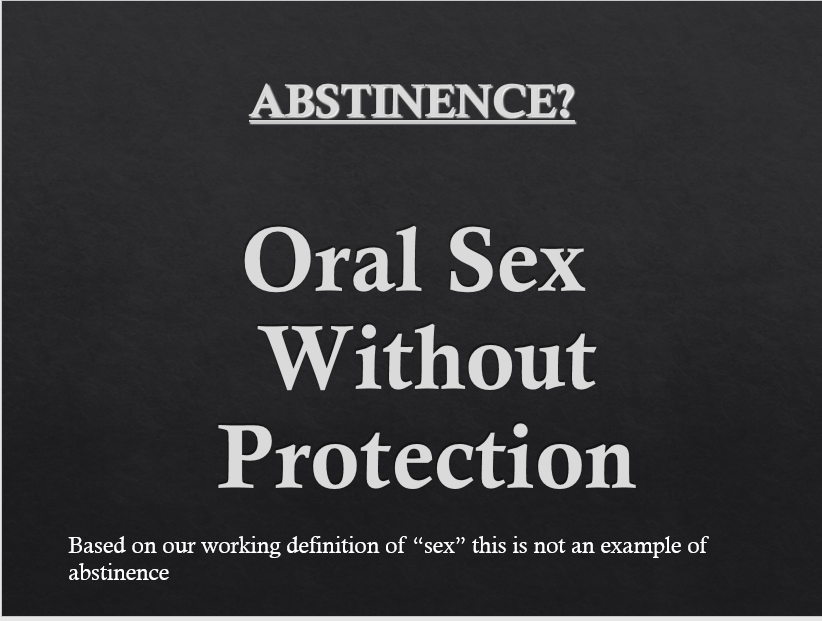 ABSTINENCE?
Oral Sex
Without
Protection
Based on our working definition of “sex” this is not an example of
abstinence